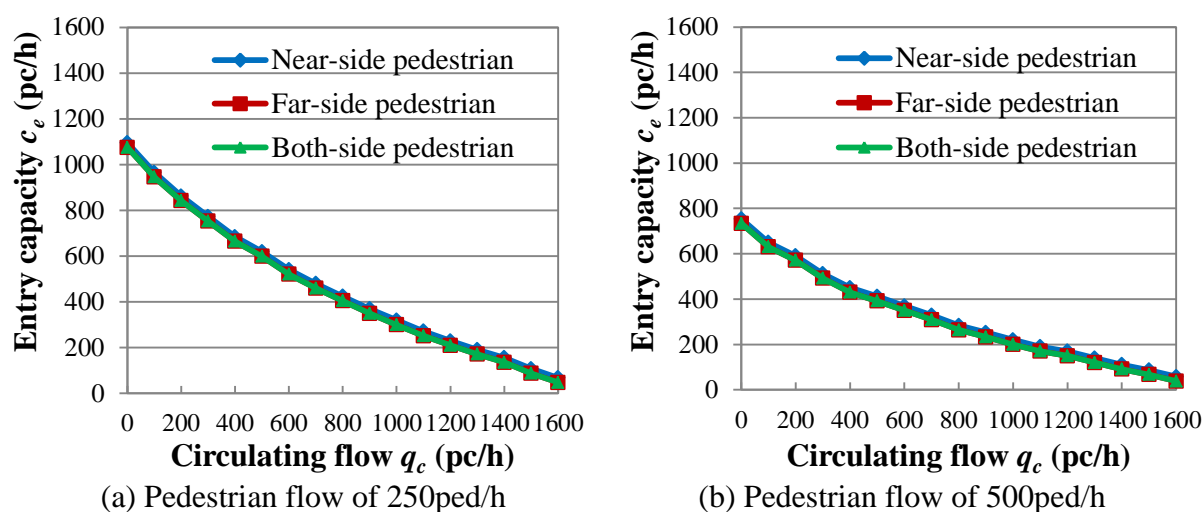 1600
1400
1200
1000
800
600
400
200
0
Entry capacity c_e (pc/h)
Near-side pedestrian
Far-side pedestrian
Both-side pedestrian
0 200 400 600 800 1000 1200 1400 1600
Circulating flow q_c (pc/h)
(a) Pedestrian flow of 250ped/h
1600
1400
1200
1000
800
600
400
200
0
Entry capacity c_e (pc/h)
Near-side pedestrian
Far-side pedestrian
Both-side pedestrian
0 200 400 600 800 1000 1200 1400 1600
Circulating flow q_c (pc/h)
(b) Pedestrian flow of 500ped/h